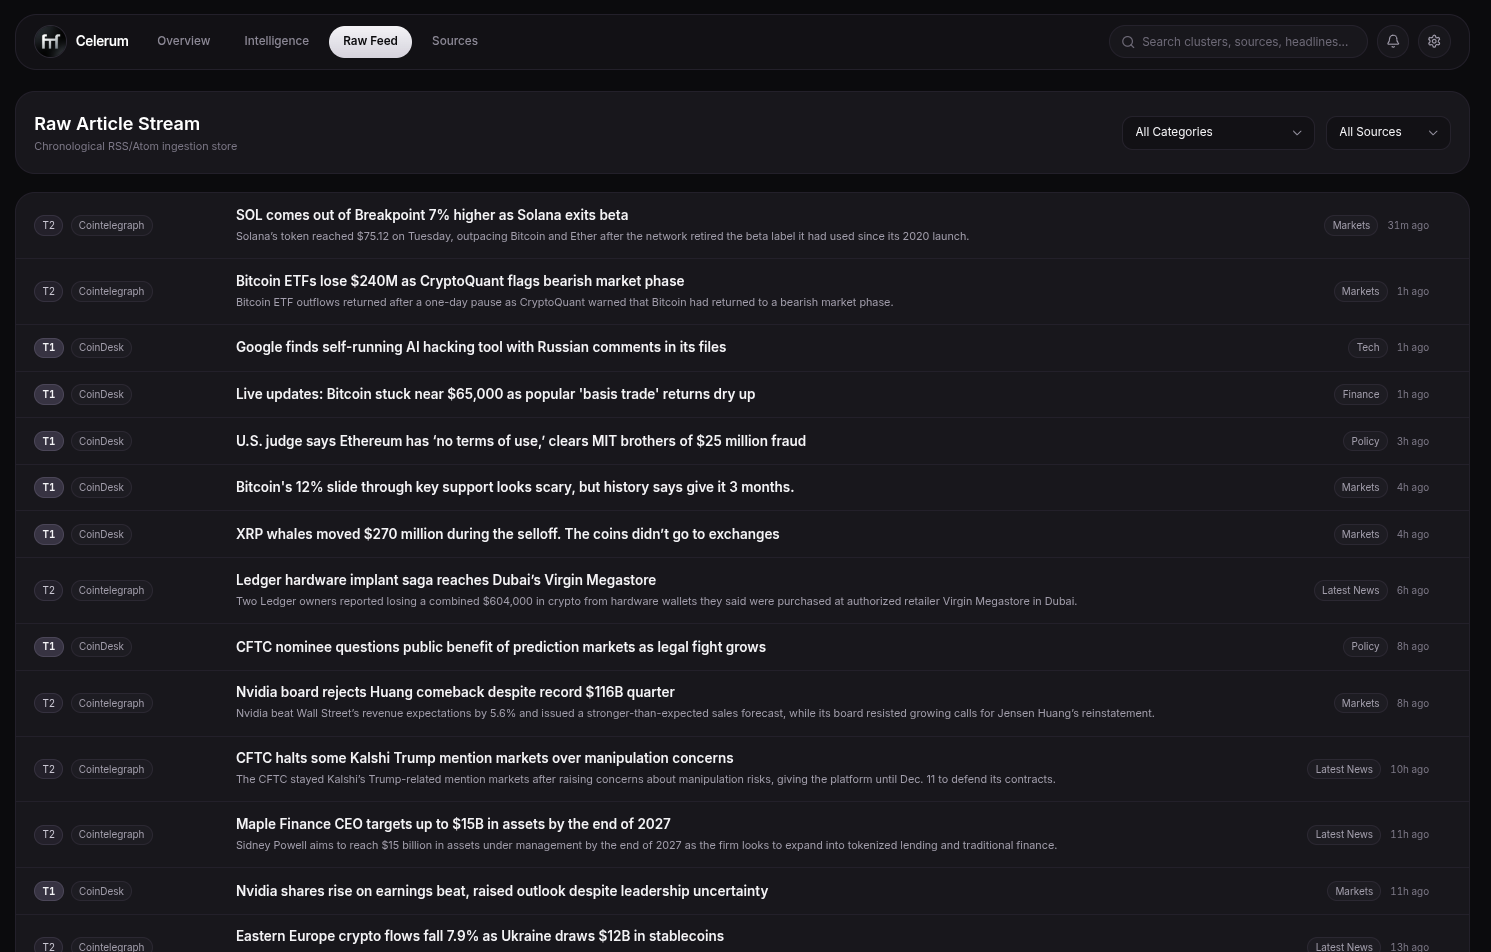 Celerum
Overview
Intelligence
Raw Feed
Sources
Search clusters, sources, headlines...
Raw Article Stream
Chronological RSS/Atom ingestion store
All Categories
All Sources
T2 Cointelegraph
SOL comes out of Breakpoint 7% higher as Solana exits beta
Solana’s token reached $75.12 on Tuesday, outpacing Bitcoin and Ether after the network retired the beta label it had used since its 2020 launch.
Markets 31m ago
T2 Cointelegraph
Bitcoin ETFs lose $240M as CryptoQuant flags bearish market phase
Bitcoin ETF outflows returned after a one-day pause as CryptoQuant warned that Bitcoin had returned to a bearish market phase.
Markets 1h ago
T1 CoinDesk
Google finds self-running AI hacking tool with Russian comments in its files
Tech 1h ago
T1 CoinDesk
Live updates: Bitcoin stuck near $65,000 as popular 'basis trade' returns dry up
Finance 1h ago
T1 CoinDesk
U.S. judge says Ethereum has ‘no terms of use,’ clears MIT brothers of $25 million fraud
Policy 3h ago
T1 CoinDesk
Bitcoin's 12% slide through key support looks scary, but history says give it 3 months.
Markets 4h ago
T1 CoinDesk
XRP whales moved $270 million during the selloff. The coins didn’t go to exchanges
Markets 4h ago
T2 Cointelegraph
Ledger hardware implant saga reaches Dubai’s Virgin Megastore
Two Ledger owners reported losing a combined $604,000 in crypto from hardware wallets they said were purchased at authorized retailer Virgin Megastore in Dubai.
Latest News 6h ago
T1 CoinDesk
CFTC nominee questions public benefit of prediction markets as legal fight grows
Policy 8h ago
T2 Cointelegraph
Nvidia board rejects Huang comeback despite record $116B quarter
Nvidia beat Wall Street’s revenue expectations by 5.6% and issued a stronger-than-expected sales forecast, while its board resisted growing calls for Jensen Huang’s reinstatement.
Markets 8h ago
T2 Cointelegraph
CFTC halts some Kalshi Trump mention markets over manipulation concerns
The CFTC stayed Kalshi’s Trump-related mention markets after raising concerns about manipulation risks, giving the platform until Dec. 11 to defend its contracts.
Latest News 10h ago
T2 Cointelegraph
Maple Finance CEO targets up to $15B in assets by the end of 2027
Sidney Powell aims to reach $15 billion in assets under management by the end of 2027 as the firm looks to expand into tokenized lending and traditional finance.
Latest News 11h ago
T1 CoinDesk
Nvidia shares rise on earnings beat, raised outlook despite leadership uncertainty
Markets 11h ago
T2 Cointelegraph
Eastern Europe crypto flows fall 7.9% as Ukraine draws $12B in stablecoins
Latest News 13h ago